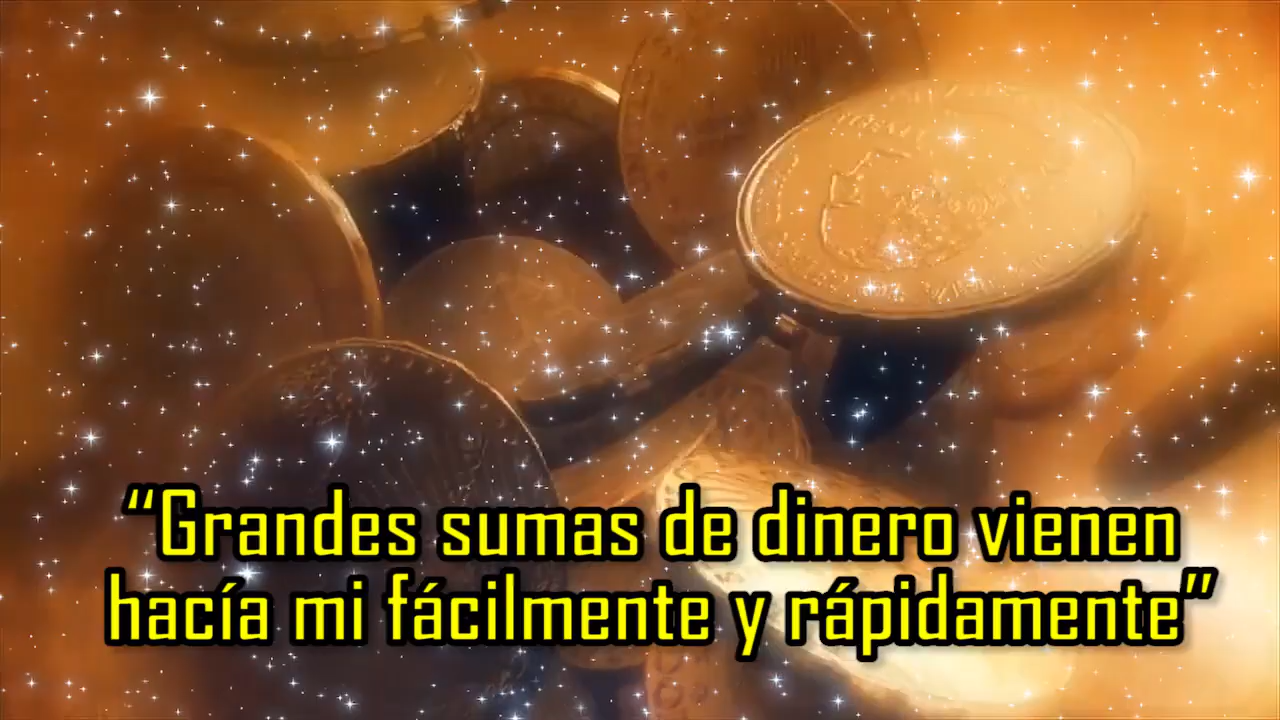 “Grandes sumas de dinero vienen
hacía mi fácilmente y rápidamente”